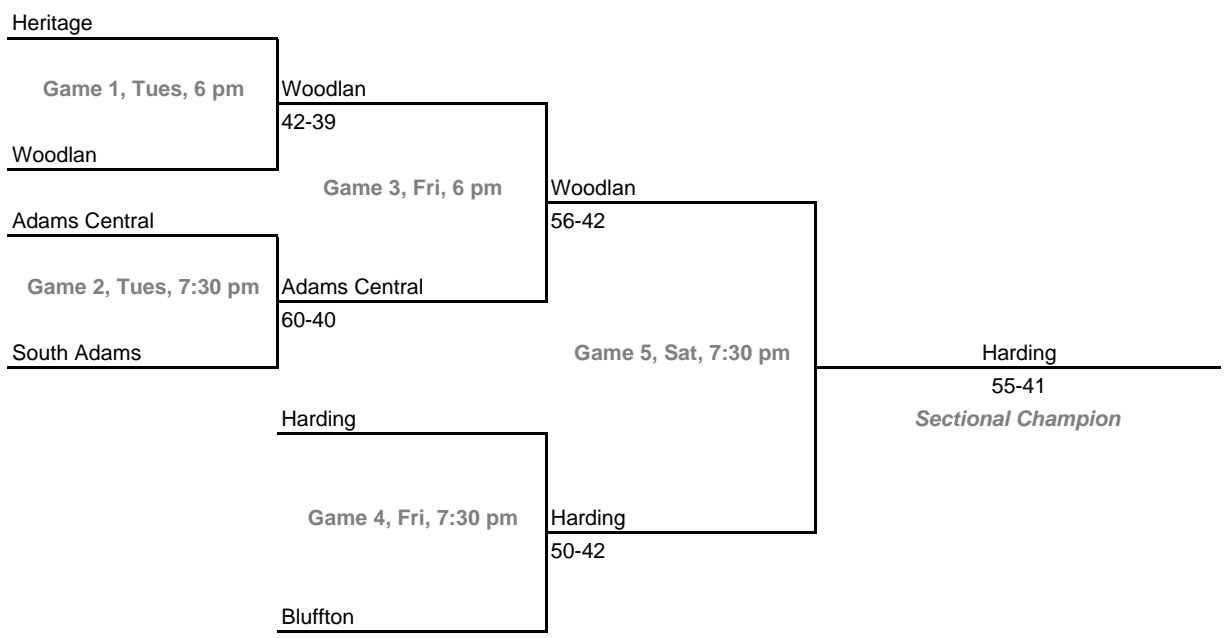 Heritage
Game 1, Tues, 6 pm
Woodlan
42-39
Woodlan
Game 3, Fri, 6 pm
Woodlan
56-42
Adams Central
Game 2, Tues, 7:30 pm
Adams Central
60-40
South Adams
Game 5, Sat, 7:30 pm
Harding
55-41
Sectional Champion
Harding
Game 4, Fri, 7:30 pm
Harding
50-42
Bluffton